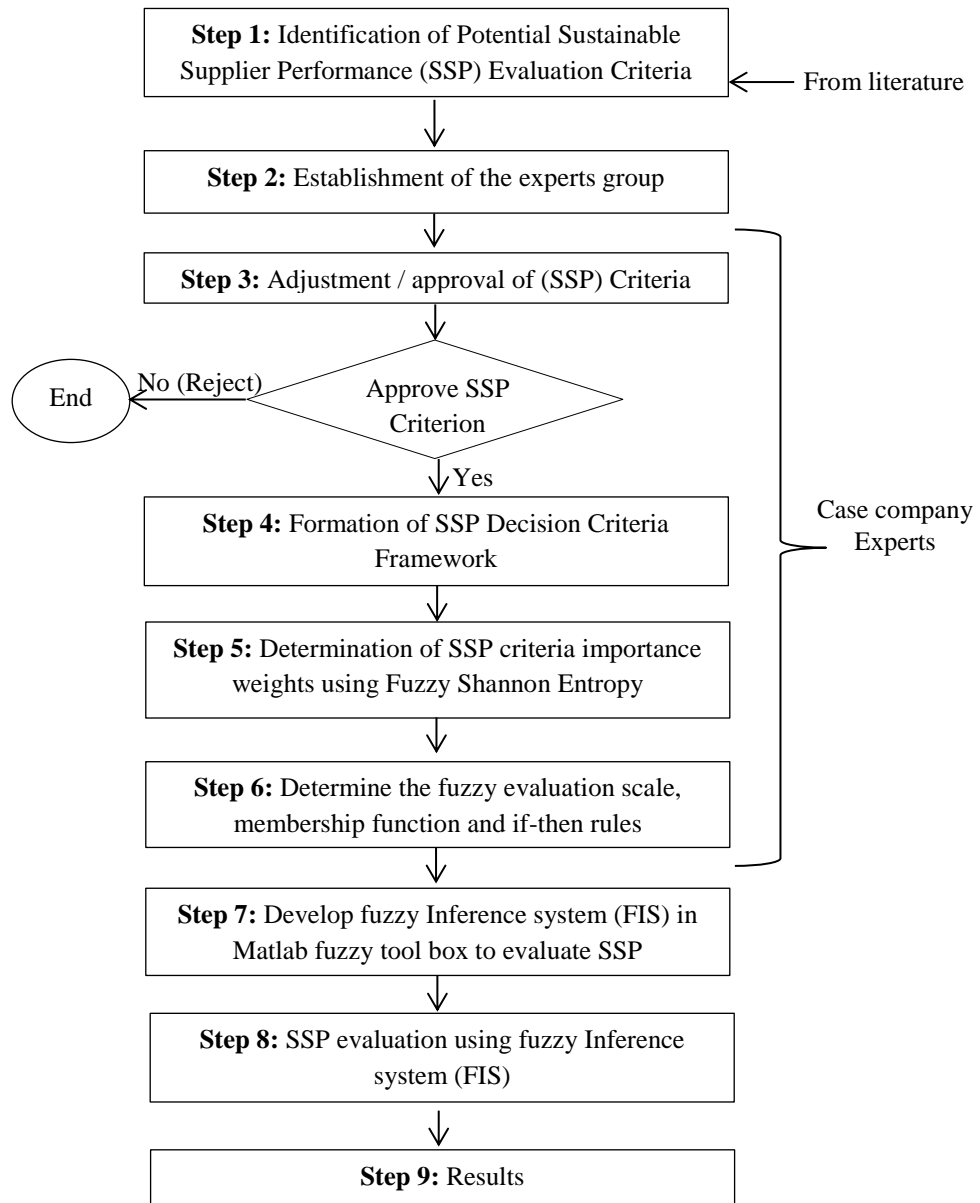 Step 1: Identification of Potential Sustainable
Supplier Performance (SSP) Evaluation Criteria
From literature
Step 2: Establishment of the experts group
Step 3: Adjustment / approval of (SSP) Criteria
End
No (Reject)
Approve SSP
Criterion
Yes
Step 4: Formation of SSP Decision Criteria
Framework
Case company
Experts
Step 5: Determination of SSP criteria importance
weights using Fuzzy Shannon Entropy
Step 6: Determine the fuzzy evaluation scale,
membership function and if-then rules
Step 7: Develop fuzzy Inference system (FIS) in
Matlab fuzzy tool box to evaluate SSP
Step 8: SSP evaluation using fuzzy Inference
system (FIS)
Step 9: Results